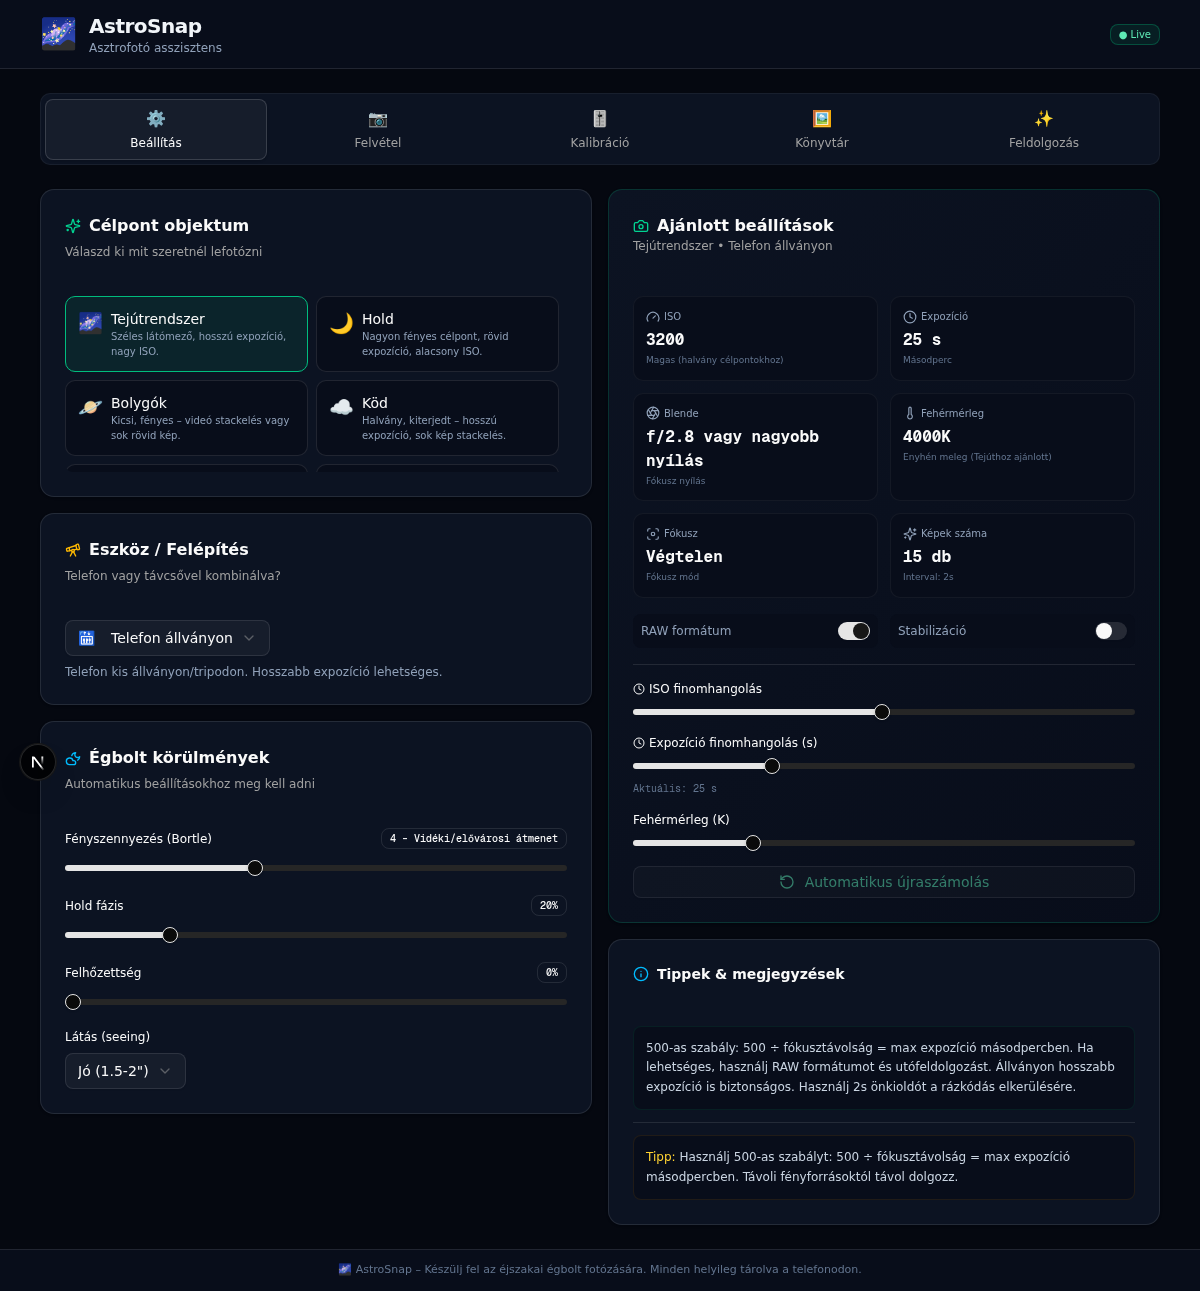 AstroSnap
Asztrofotó asszisztens
Live
Beállítás
Felvétel
Kalibráció
Könyvtár
Feldolgozás
Célpont objektum
Válaszd ki mit szeretnél lefotózni
Tejútrendszer
Széles látómező, hosszú expozíció,
nagy ISO.
Hold
Nagyon fényes célpont, rövid
expozíció, alacsony ISO.
Bolygók
Kicsi, fényes – videó stackelés vagy
sok rövid kép.
Köd
Halvány, kiterjedt – hosszú
expozíció, sok kép stackelés.
Eszköz / Felépítés
Telefon vagy távcsővel kombinálva?
Telefon állványon
Telefon kis állványon/tripodon. Hosszabb expozíció lehetséges.
Égbolt körülmények
Automatikus beállításokhoz meg kell adni
Fényszennyezés (Bortle)
4 – Vidéki/elővárosi átmenet
Hold fázis
20%
Felhőzettség
0%
Látás (seeing)
Jó (1.5-2")
Ajánlott beállítások
Tejútrendszer • Telefon állványon
ISO
3200
Magas (halvány célpontokhoz)
Expozíció
25 s
Másodperc
Blende
f/2.8 vagy nagyobb
nyílás
Fókusz nyílás
Fehérmérleg
4000K
Enyhén meleg (Tejúthoz ajánlott)
Fókusz
Végtelen
Fókusz mód
Képek száma
15 db
Interval: 2s
RAW formátum
Stabilizáció
ISO finomhangolás
Expozíció finomhangolás (s)
Aktuális: 25 s
Fehérmérleg (K)
Automatikus újraszámolás
Tippek & megjegyzések
500-as szabály: 500 ÷ fókusztávolság = max expozíció másodpercben. Ha
lehetséges, használj RAW formátumot és utófeldolgozást. Állványon hosszabb
expozíció is biztonságos. Használj 2s önkioldót a rázkódás elkerülésére.
Tipp: Használj 500-as szabályt: 500 ÷ fókusztávolság = max expozíció
másodpercben. Távoli fényforrásoktól távol dolgozz.
AstroSnap – Készülj fel az éjszakai égbolt fotózására. Minden helyileg tárolva a telefonodon.